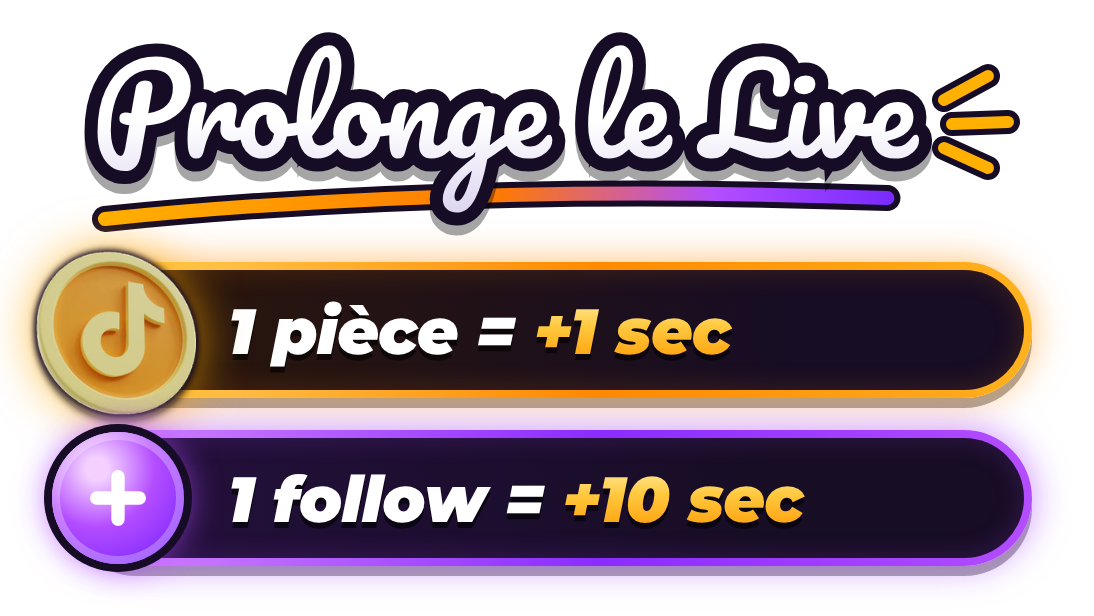 Prolonge le Live
1 pièce = +1 sec
1 follow = +10 sec